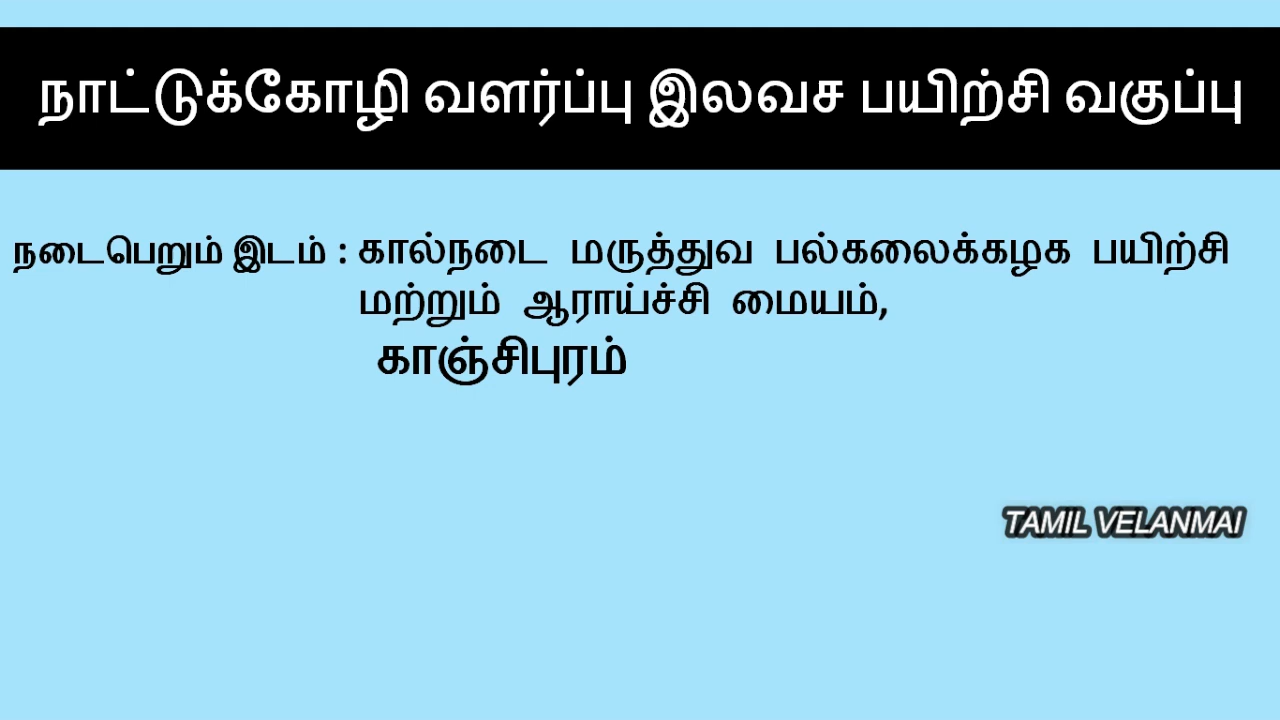 நாட்டுக்கோழி வளர்ப்பு இலவச பயிற்சி வகுப்பு
நடைபெறும் இடம் : கால்நடை மருத்துவ பல்கலைக்கழக பயிற்சி
மற்றும் ஆராய்ச்சி மையம்,
காஞ்சிபுரம்
TAMIL VELANMAI